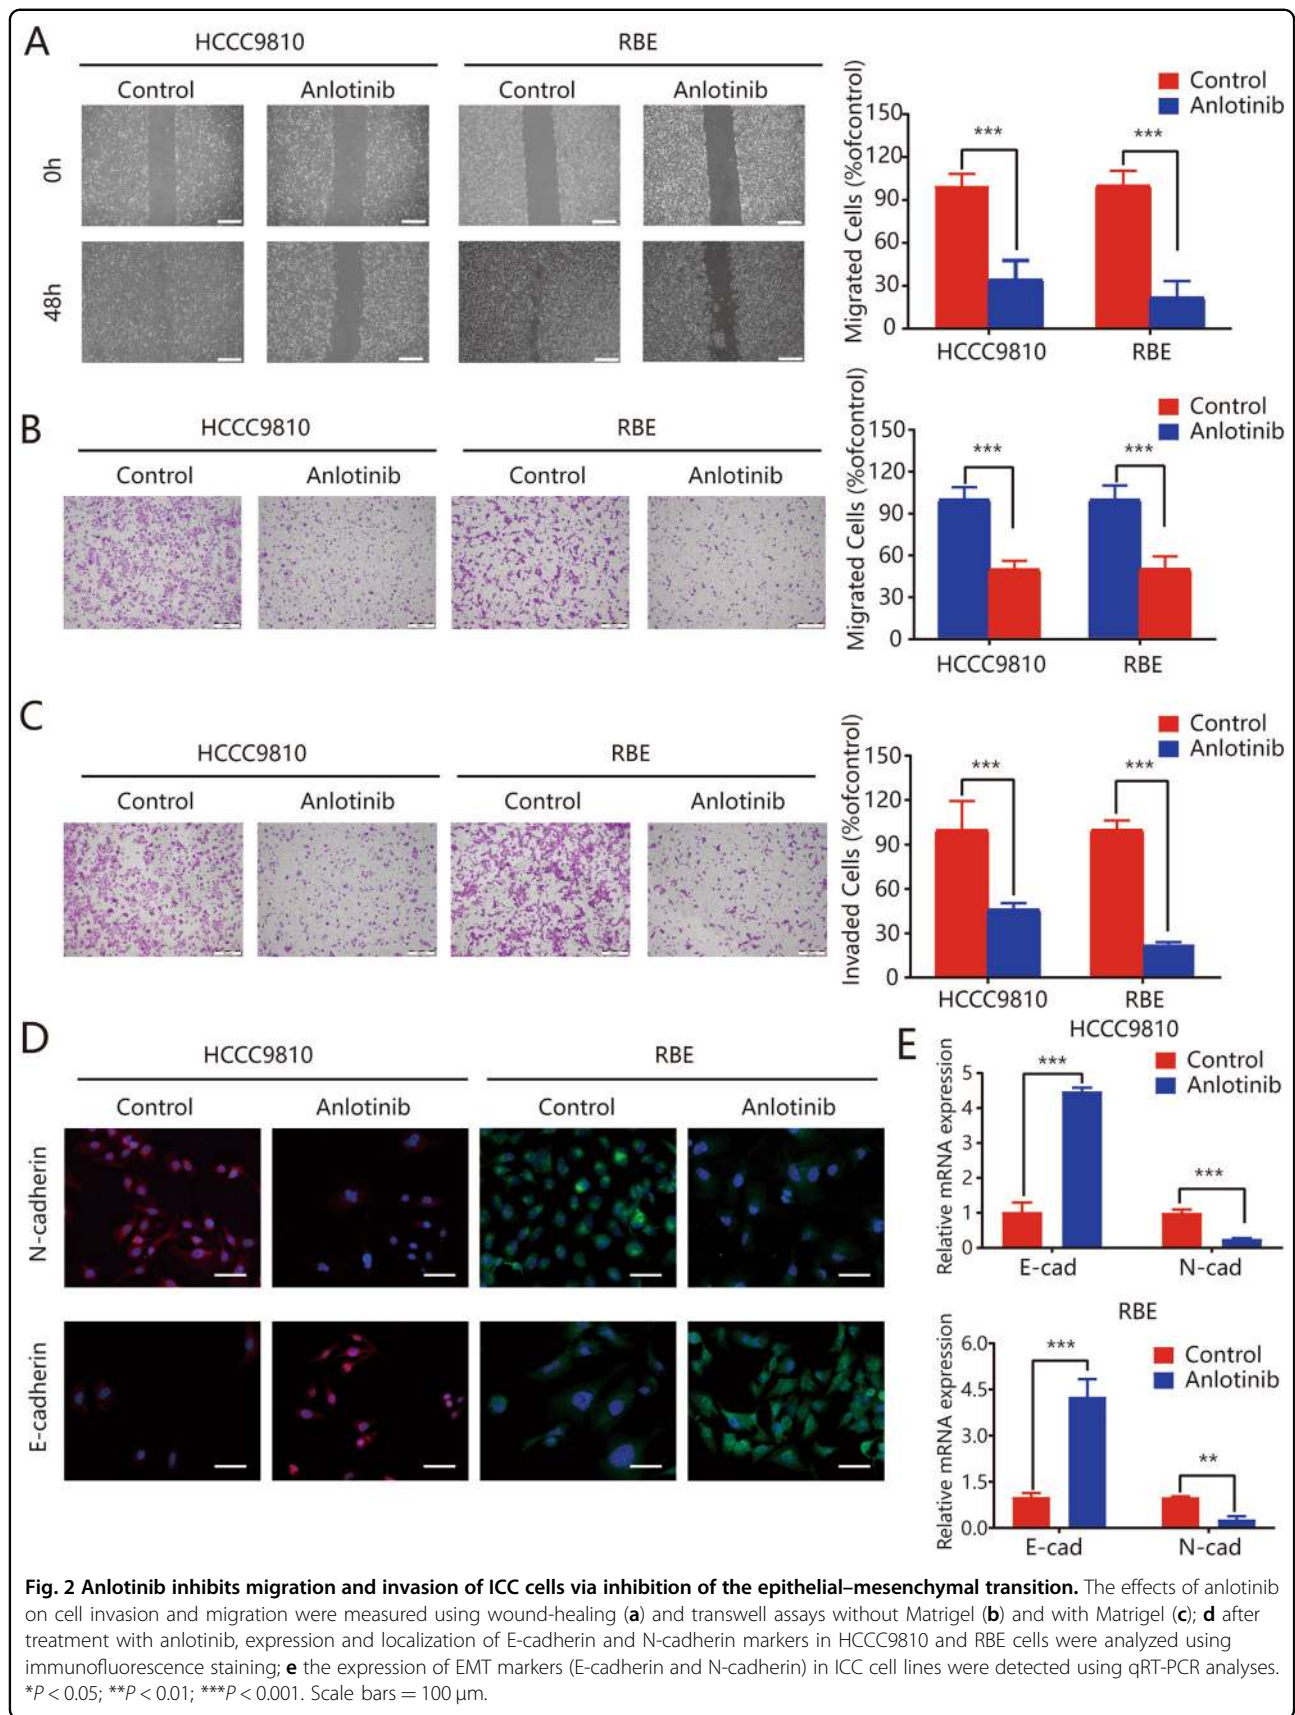 A
HCCC9810
RBE
Control
Anlotinib
Control
Anlotinib
0h
48h
Control
Anlotinib
Migrated Cells (%ofcontrol)
150
120
90
60
30
0
***
***
HCCC9810
RBE
B
HCCC9810
RBE
Control
Anlotinib
Control
Anlotinib
Control
Anlotinib
Migrated Cells (%ofcontrol)
150
120
90
60
30
0
***
***
HCCC9810
RBE
C
HCCC9810
RBE
Control
Anlotinib
Control
Anlotinib
Control
Anlotinib
Invaded Cells (%ofcontrol)
150
120
90
60
30
0
***
***
HCCC9810
RBE
D
HCCC9810
RBE
Control
Anlotinib
Control
Anlotinib
N-cadherin
E-cadherin
E
HCCC9810
Control
Anlotinib
Relative mRNA expression
5
4
3
2
1
0
***
***
E-cad
N-cad
RBE
Control
Anlotinib
Relative mRNA expression
6.0
4.5
3.0
1.5
0.0
***
**
E-cad
N-cad
Fig. 2 Anlotinib inhibits migration and invasion of ICC cells via inhibition of the epithelial–mesenchymal transition. The effects of anlotinib
on cell invasion and migration were measured using wound-healing (a) and transwell assays without Matrigel (b) and with Matrigel (c); d after
treatment with anlotinib, expression and localization of E-cadherin and N-cadherin markers in HCCC9810 and RBE cells were analyzed using
immunofluorescence staining; e the expression of EMT markers (E-cadherin and N-cadherin) in ICC cell lines were detected using qRT-PCR analyses.
*P < 0.05; **P < 0.01; ***P < 0.001. Scale bars = 100 μm.